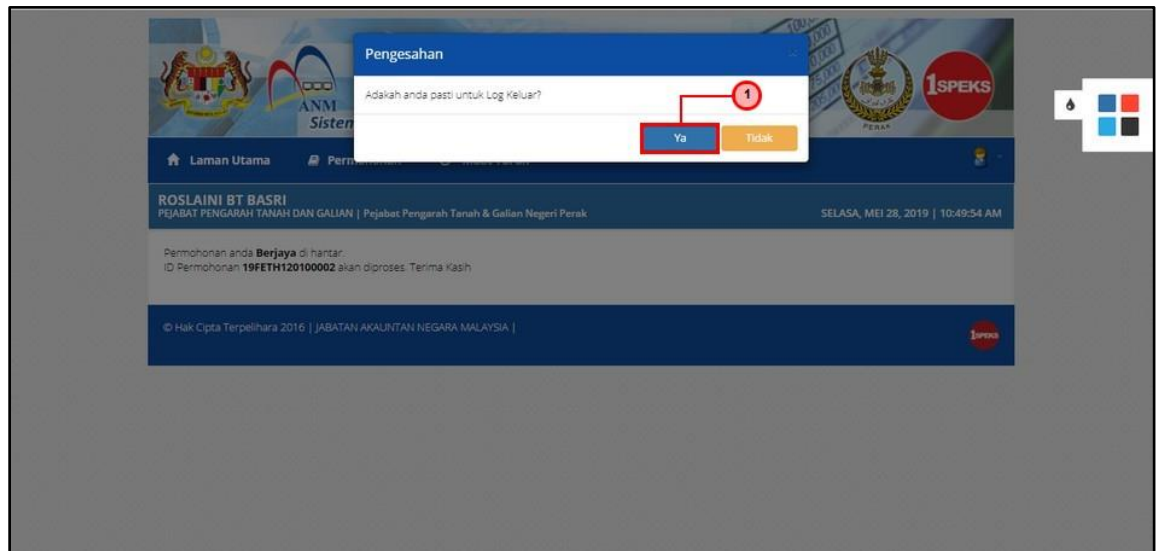 Pengesahan
Adakah anda pasti untuk Log Keluar?
1
Ya Tidak
ANM
Sistem
PERAK
1SPEKS
Laman Utama
ROSLAINI BT BASRI
PEJABAT PENGARAH TANAH DAN GALIAN | Pejabat Pengarah Tanah & Galian Negeri Perak
SELASA, MEI 28, 2019 | 10:49:54 AM
Permohonan anda Berjaya di hantar.
ID Permohonan 19FETH120100002 akan diproses. Terima Kasih
© Hak Cipta Terpelihara 2016 | JABATAN AKAUNTAN NEGARA MALAYSIA |
1SPEKS